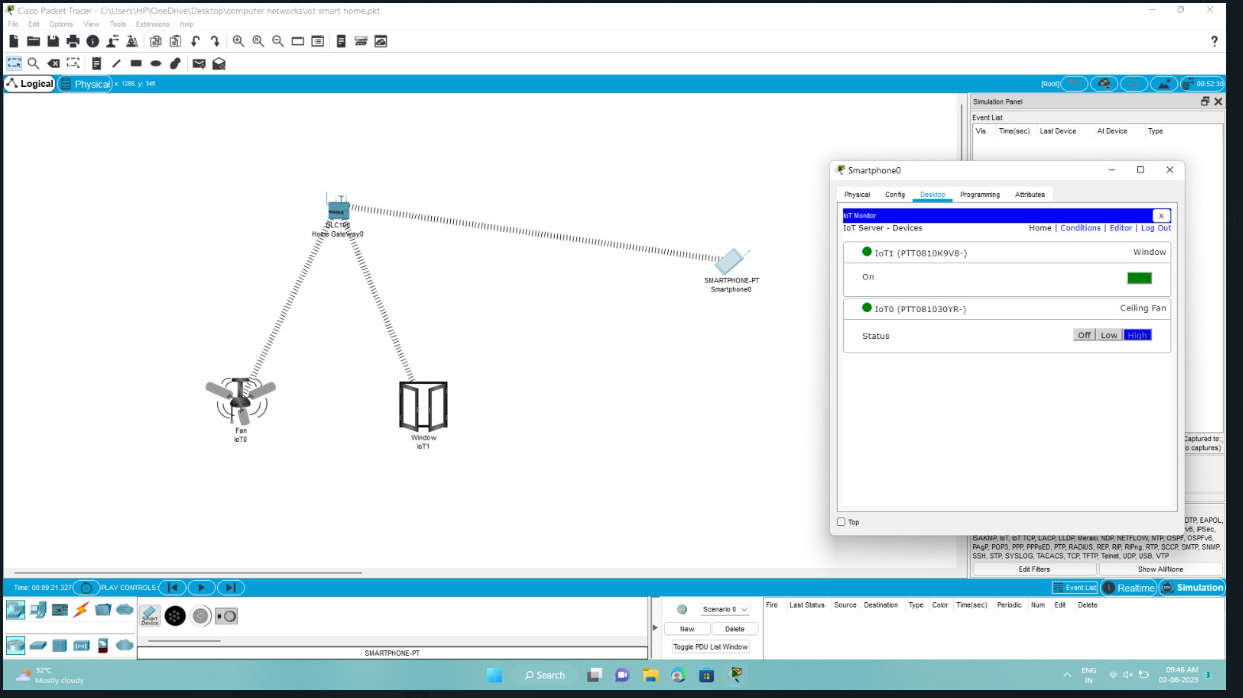 Cisco Packet Tracer - C:\Users\HP\OneDrive\Desktop\computer networks\iot smart home.pkt
File Edit Options View Tools Extensions Help
?
Logical Physical x: 1288, y: 348 [Root] 09:52:30
Simulation Panel
Event List
Vis. Time(sec) Last Device At Device Type
Smartphone0
Physical Config Desktop Programming Attributes
IoT Monitor X
IoT Server - Devices Home | Conditions | Editor | Log Out
IoT1 (PTT0810K9V8-) Window
On
IoT0 (PTT081030YR-) Ceiling Fan
Status Off Low High
Top
DLC100
Home Gateway0
SMARTPHONE-PT
Smartphone0
Fan
IoT0
Window
IoT1
Captured to:
o captures)
DTP, EAPOL,
v6, IPSec,
ISAKMP, IoT, IoT TCP, LACP, LLDP, Meraki, NDP, NETFLOW, NTP, OSPF, OSPFv6,
PAgP, POP3, PPP, PPPoED, PTP, RADIUS, REP, RIP, RIPng, RTP, SCCP, SMTP, SNMP,
SSH, STP, SYSLOG, TACACS, TCP, TFTP, Telnet, UDP, USB, VTP
Edit Filters Show All/None
Time: 00:09:21.327 PLAY CONTROLS: Event List Realtime Simulation
Smart
Device
SMARTPHONE-PT
Scenario 0
New Delete
Toggle PDU List Window
Fire Last Status Source Destination Type Color Time(sec) Periodic Num Edit Delete
32°C
Mostly cloudy
Search
ENG
IN
09:46 AM
02-08-2023
3